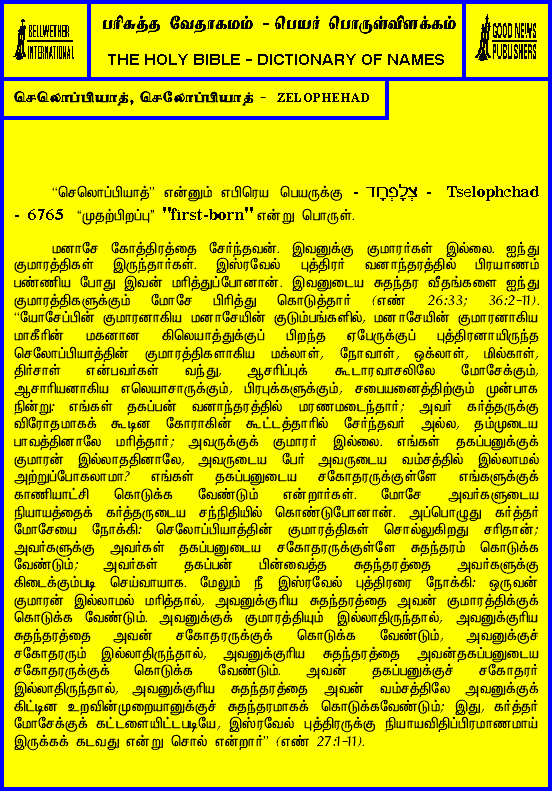 BELLWETHER
INTERNATIONAL
பரிசுத்த வேதாகமம் - பெயர் பொருள்விளக்கம்
THE HOLY BIBLE - DICTIONARY OF NAMES
GOOD NEWS
PUBLISHERS
செலொப்பியாத், செலோப்பியாத் - ZELOPHEHAD
“செலொப்பியாத்” என்னும் எபிரெய பெயருக்கு - צְלָפְחָד - Tselophchad
- 6765 “முதற்பிறப்பு” "first-born" என்று பொருள்.
மனாசே கோத்திரத்தை சேர்ந்தவன். இவனுக்கு குமாரர்கள் இல்லை. ஐந்து
குமாரத்திகள் இருந்தார்கள். இஸ்ரவேல் புத்திரர் வனாந்தரத்தில் பிரயாணம்
பண்ணிய போது இவன் மரித்துப்போனான். இவனுடைய சுதந்தர வீதங்களை ஐந்து
குமாரத்திகளுக்கும் மோசே பிரித்து கொடுத்தார் (எண் 26:33; 36:2-11).
“யோசேப்பின் குமாரனாகிய மனாசேயின் குடும்பங்களில், மனாசேயின் குமாரனாகிய
மாகீரின் மகனான கிலெயாத்துக்குப் பிறந்த ஏபேருக்குப் புத்திரனாயிருந்த
செலோப்பியாத்தின் குமாரத்திகளாகிய மக்லாள், நோவாள், ஒக்லாள், மில்காள்,
திர்சாள் என்பவர்கள் வந்து, ஆசரிப்புக் கூடாரவாசலிலே மோசேக்கும்,
ஆசாரியனாகிய எலெயாசாருக்கும், பிரபுக்களுக்கும், சபையனைத்திற்கும் முன்பாக
நின்று: எங்கள் தகப்பன் வனாந்தரத்தில் மரணமடைந்தார்; அவர் கர்த்தருக்கு
விரோதமாகக் கூடின கோராகின் கூட்டத்தாரில் சேர்ந்தவர் அல்ல, தம்முடைய
பாவத்தினாலே மரித்தார்; அவருக்குக் குமாரர் இல்லை. எங்கள் தகப்பனுக்குக்
குமாரன் இல்லாததினாலே, அவருடைய பேர் அவருடைய வம்சத்தில் இல்லாமல்
அற்றுப்போகலாமா? எங்கள் தகப்பனுடைய சகோதரருக்குள்ளே எங்களுக்குக்
காணியாட்சி கொடுக்க வேண்டும் என்றார்கள். மோசே அவர்களுடைய
நியாயத்தைக் கர்த்தருடைய சந்நிதியில் கொண்டுபோனான். அப்பொழுது கர்த்தர்
மோசேயை நோக்கி: செலோப்பியாத்தின் குமாரத்திகள் சொல்லுகிறது சரிதான்;
அவர்களுக்கு அவர்கள் தகப்பனுடைய சகோதரருக்குள்ளே சுதந்தரம் கொடுக்க
வேண்டும்; அவர்கள் தகப்பன் பின்வைத்த சுதந்தரத்தை அவர்களுக்கு
கிடைக்கும்படி செய்வாயாக. மேலும் நீ இஸ்ரவேல் புத்திரரை நோக்கி: ஒருவன்
குமாரன் இல்லாமல் மரித்தால், அவனுக்குரிய சுதந்தரத்தை அவன் குமாரத்திக்குக்
கொடுக்க வேண்டும். அவனுக்குக் குமாரத்தியும் இல்லாதிருந்தால், அவனுக்குரிய
சுதந்தரத்தை அவன் சகோதரருக்குக் கொடுக்க வேண்டும், அவனுக்குச்
சகோதரரும் இல்லாதிருந்தால், அவனுக்குரிய சுதந்தரத்தை அவன்தகப்பனுடைய
சகோதரருக்குக் கொடுக்க வேண்டும். அவன் தகப்பனுக்குச் சகோதரர்
இல்லாதிருந்தால், அவனுக்குரிய சுதந்தரத்தை அவன் வம்சத்திலே அவனுக்குக்
கிட்டின உறவின்முறையானுக்குச் சுதந்தரமாகக் கொடுக்கவேண்டும்; இது, கர்த்தர்
மோசேக்குக் கட்டளையிட்டபடியே, இஸ்ரவேல் புத்திரருக்கு நியாயவிதிப்பிரமாணமாய்
இருக்கக் கடவது என்று சொல் என்றார்” (எண் 27:1-11).